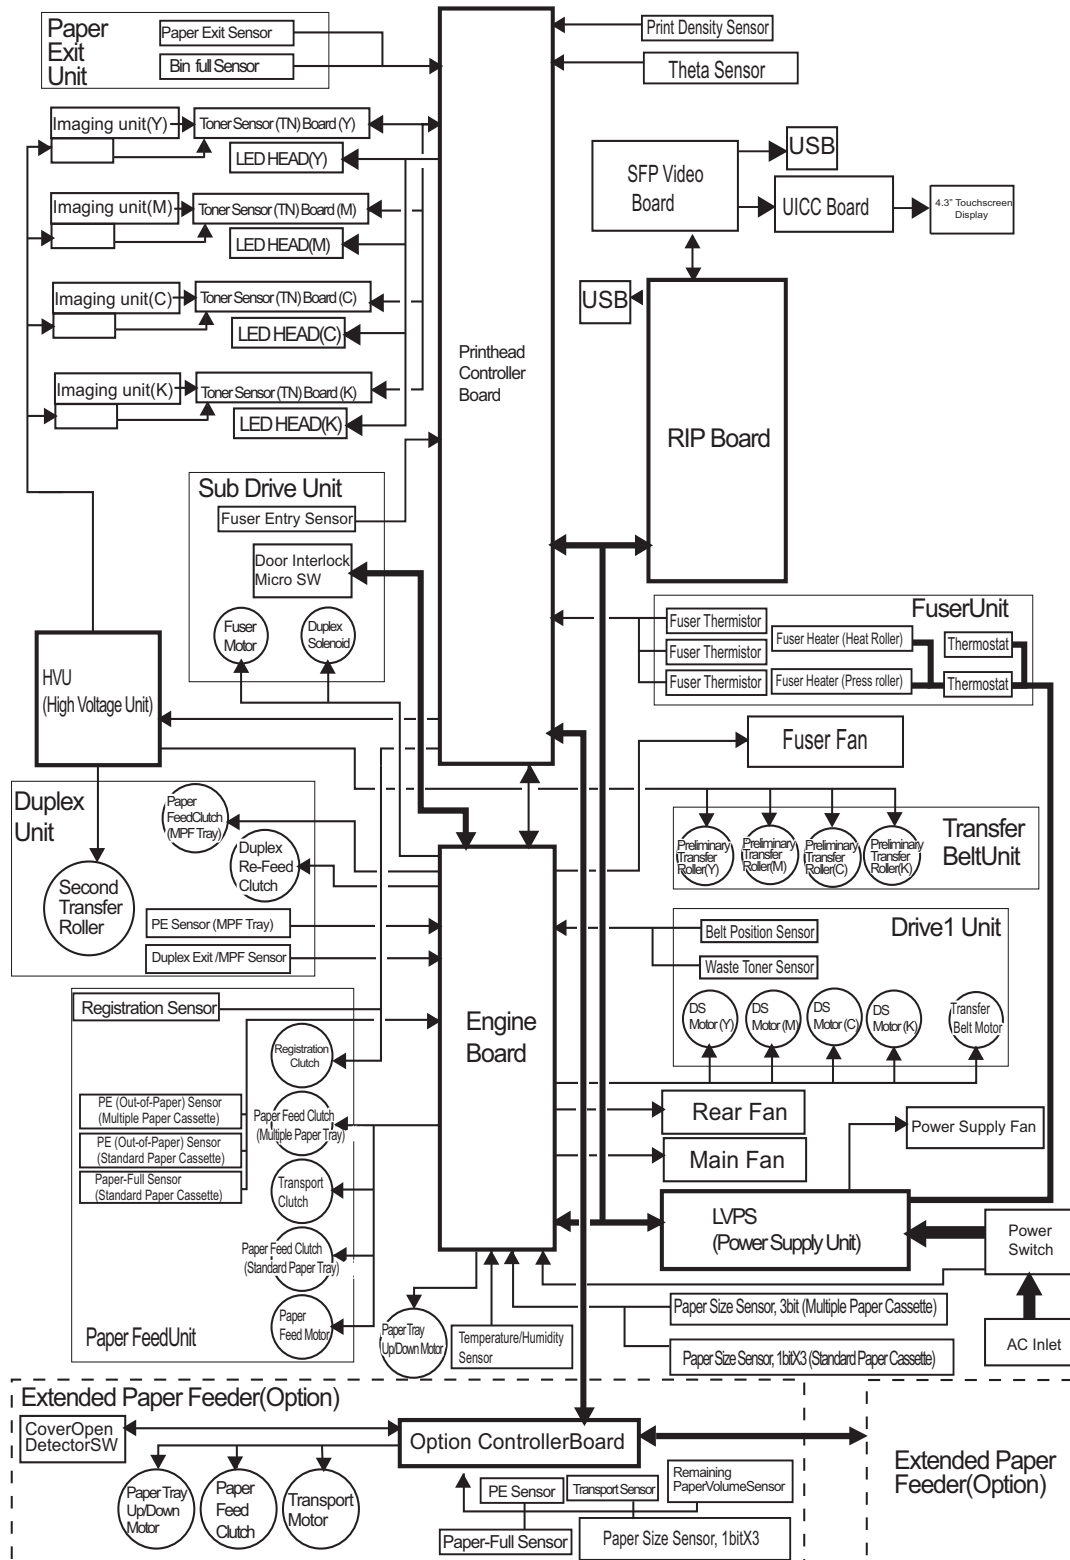 Paper
Exit
Unit
Paper Exit Sensor
Bin full Sensor
Print Density Sensor
Theta Sensor
Imaging unit(Y)
Toner Sensor (TN) Board (Y)
LED HEAD(Y)
Imaging unit(M)
Toner Sensor (TN) Board (M)
LED HEAD(M)
Imaging unit(C)
Toner Sensor (TN) Board (C)
LED HEAD(C)
Imaging unit(K)
Toner Sensor (TN) Board (K)
LED HEAD(K)
Printhead
Controller
Board
SFP Video
Board
USB
UICC Board
4.3" Touchscreen
Display
USB
RIP Board
Sub Drive Unit
Fuser Entry Sensor
Door Interlock
Micro SW
Fuser
Motor
Duplex
Solenoid
HVU
(High Voltage Unit)
FuserUnit
Fuser Thermistor
Fuser Thermistor
Fuser Thermistor
Fuser Heater (Heat Roller)
Fuser Heater (Press roller)
Thermostat
Thermostat
Fuser Fan
Duplex
Unit
Paper
FeedClutch
(MPF Tray)
Duplex
Re-Feed
Clutch
Second
Transfer
Roller
PE Sensor (MPF Tray)
Duplex Exit /MPF Sensor
Transfer
BeltUnit
Preliminary
Transfer
Roller(Y)
Preliminary
Transfer
Roller(M)
Preliminary
Transfer
Roller(C)
Preliminary
Transfer
Roller(K)
Drive1 Unit
Belt Position Sensor
Waste Toner Sensor
DS
Motor (Y)
DS
Motor (M)
DS
Motor (C)
DS
Motor (K)
Transfer
Belt Motor
Engine
Board
Registration Sensor
Registration
Clutch
PE (Out-of-Paper) Sensor
(Multiple Paper Cassette)
PE (Out-of-Paper) Sensor
(Standard Paper Cassette)
Paper-Full Sensor
(Standard Paper Cassette)
Paper Feed Clutch
(Multiple Paper Tray)
Transport
Clutch
Paper Feed Clutch
(Standard Paper Tray)
Paper
Feed Motor
Paper FeedUnit
Rear Fan
Main Fan
Power Supply Fan
LVPS
(Power Supply Unit)
Power
Switch
AC Inlet
Paper Tray
Up/Down Motor
Temperature/Humidity
Sensor
Paper Size Sensor, 3bit (Multiple Paper Cassette)
Paper Size Sensor, 1bitX3 (Standard Paper Cassette)
Extended Paper Feeder(Option)
CoverOpen
DetectorSW
Option ControllerBoard
Paper Tray
Up/Down
Motor
Paper
Feed
Clutch
Transport
Motor
PE Sensor
Transport Sensor
Remaining
PaperVolumeSensor
Paper-Full Sensor
Paper Size Sensor, 1bitX3
Extended Paper
Feeder(Option)